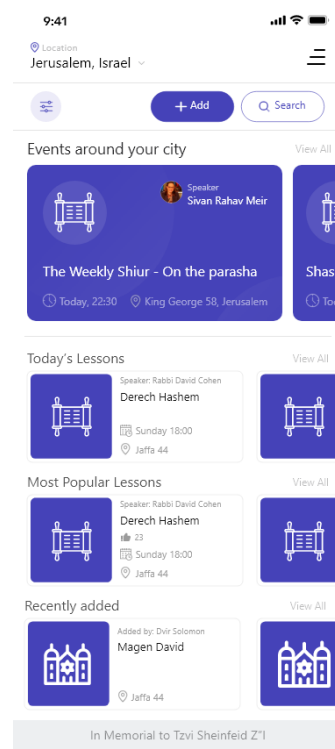 9:41
Location
Jerusalem, Israel
+ Add
Search
Events around your city
View All
Speaker
Sivan Rahav Meir
The Weekly Shiur - On the parasha
Shas
Today, 22:30
King George 58, Jerusalem
To
Today's Lessons
View All
Speaker: Rabbi David Cohen
Derech Hashem
Sunday 18:00
Jaffa 44
Most Popular Lessons
View All
Speaker: Rabbi David Cohen
Derech Hashem
23
Sunday 18:00
Jaffa 44
Recently added
View All
Added by: Dvir Solomon
Magen David
Jaffa 44
In Memorial to Tzvi Sheinfeid Z"l